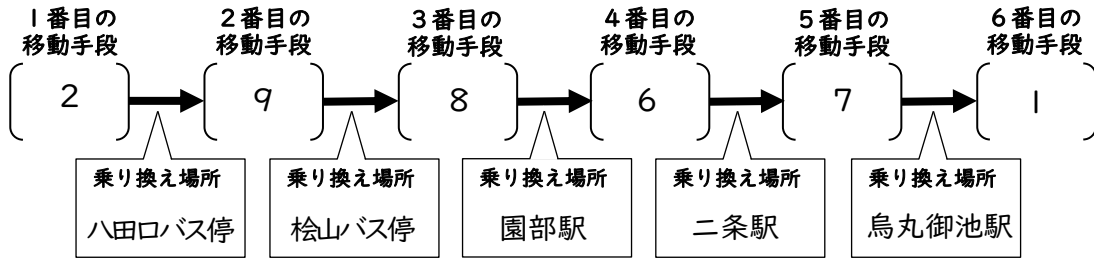 1番目の
移動手段
2番目の
移動手段
3番目の
移動手段
4番目の
移動手段
5番目の
移動手段
6番目の
移動手段
2
9
8
6
7
1
乗り換え場所
八田口バス停
乗り換え場所
桧山バス停
乗り換え場所
園部駅
乗り換え場所
二条駅
乗り換え場所
烏丸御池駅